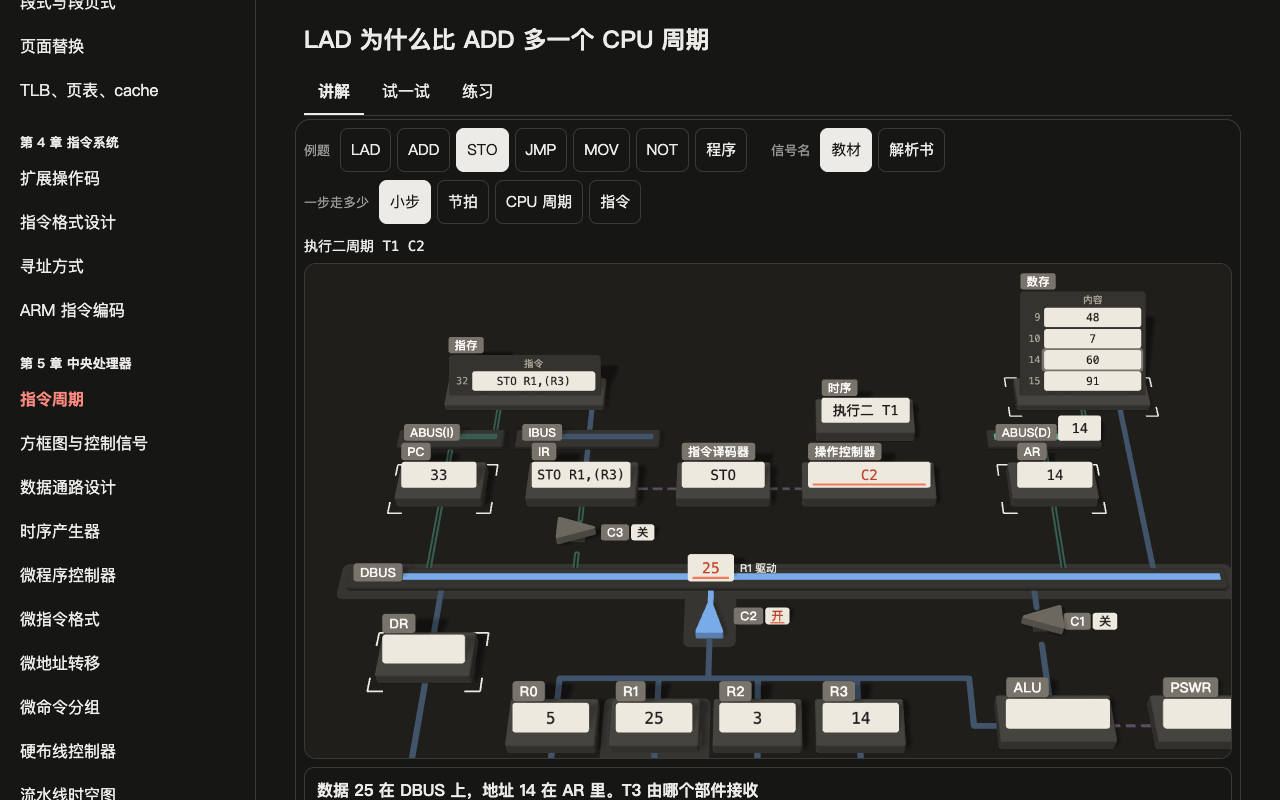 段式与段页式
页面替换
TLB、页表、cache
第 4 章 指令系统
扩展操作码
指令格式设计
寻址方式
ARM 指令编码
第 5 章 中央处理器
指令周期
方框图与控制信号
数据通路设计
时序产生器
微程序控制器
微指令格式
微地址转移
微命令分组
硬布线控制器
流水线时空图
LAD 为什么比 ADD 多一个 CPU 周期
讲解 试一试 练习
例题 LAD ADD STO JMP MOV NOT 程序 信号名 教材 解析书
一步走多少 小步 节拍 CPU 周期 指令
执行二周期 T1 C2
数存
内容
9 48
10 7
14 60
15 91
指存
指令
32 STO R1,(R3)
时序
执行二 T1
ABUS(I) IBUS ABUS(D) 14
PC IR 指令译码器 操作控制器 AR
33 STO R1,(R3) STO C2 14
C3 关
DBUS 25 R1 驱动
C2 开 C1 关
DR
R0 R1 R2 R3 ALU PSWR
5 25 3 14
数据 25 在 DBUS 上，地址 14 在 AR 里。T3 由哪个部件接收